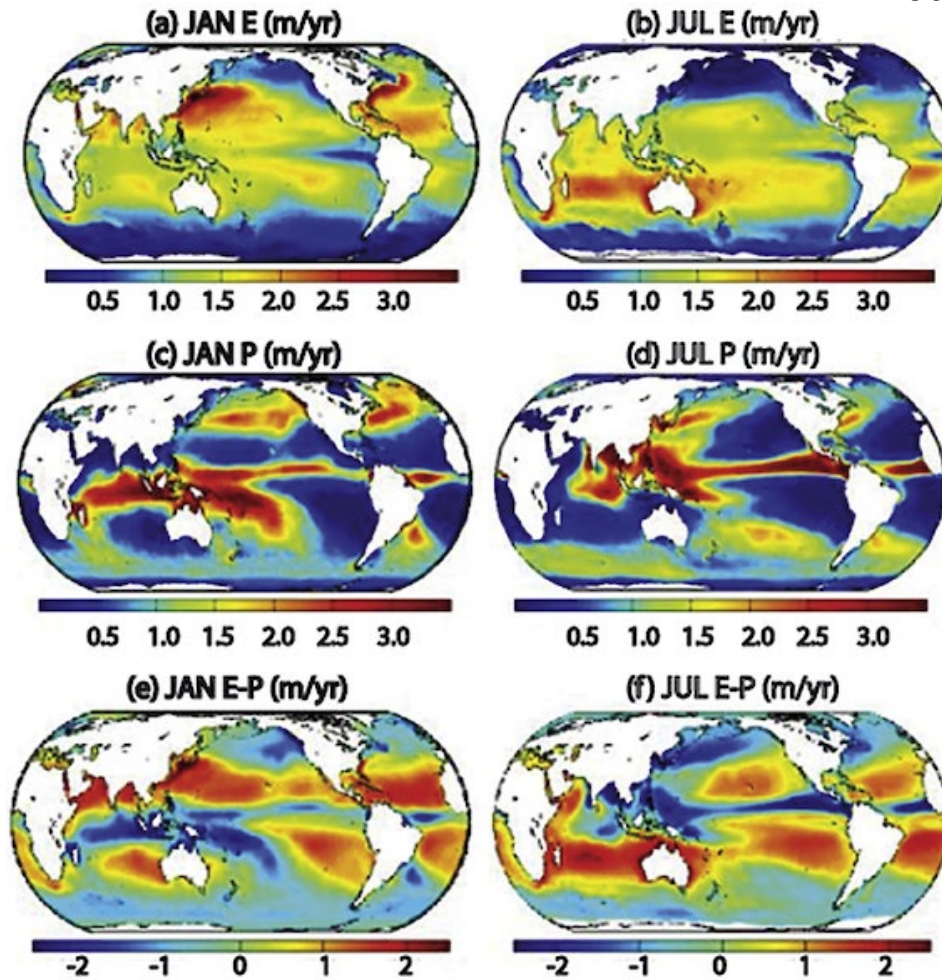 (a) JAN E (m/yr)
(b) JUL E (m/yr)
0.5 1.0 1.5 2.0 2.5 3.0
0.5 1.0 1.5 2.0 2.5 3.0
(c) JAN P (m/yr)
(d) JUL P (m/yr)
0.5 1.0 1.5 2.0 2.5 3.0
0.5 1.0 1.5 2.0 2.5 3.0
(e) JAN E-P (m/yr)
(f) JUL E-P (m/yr)
-2 -1 0 1 2
-2 -1 0 1 2